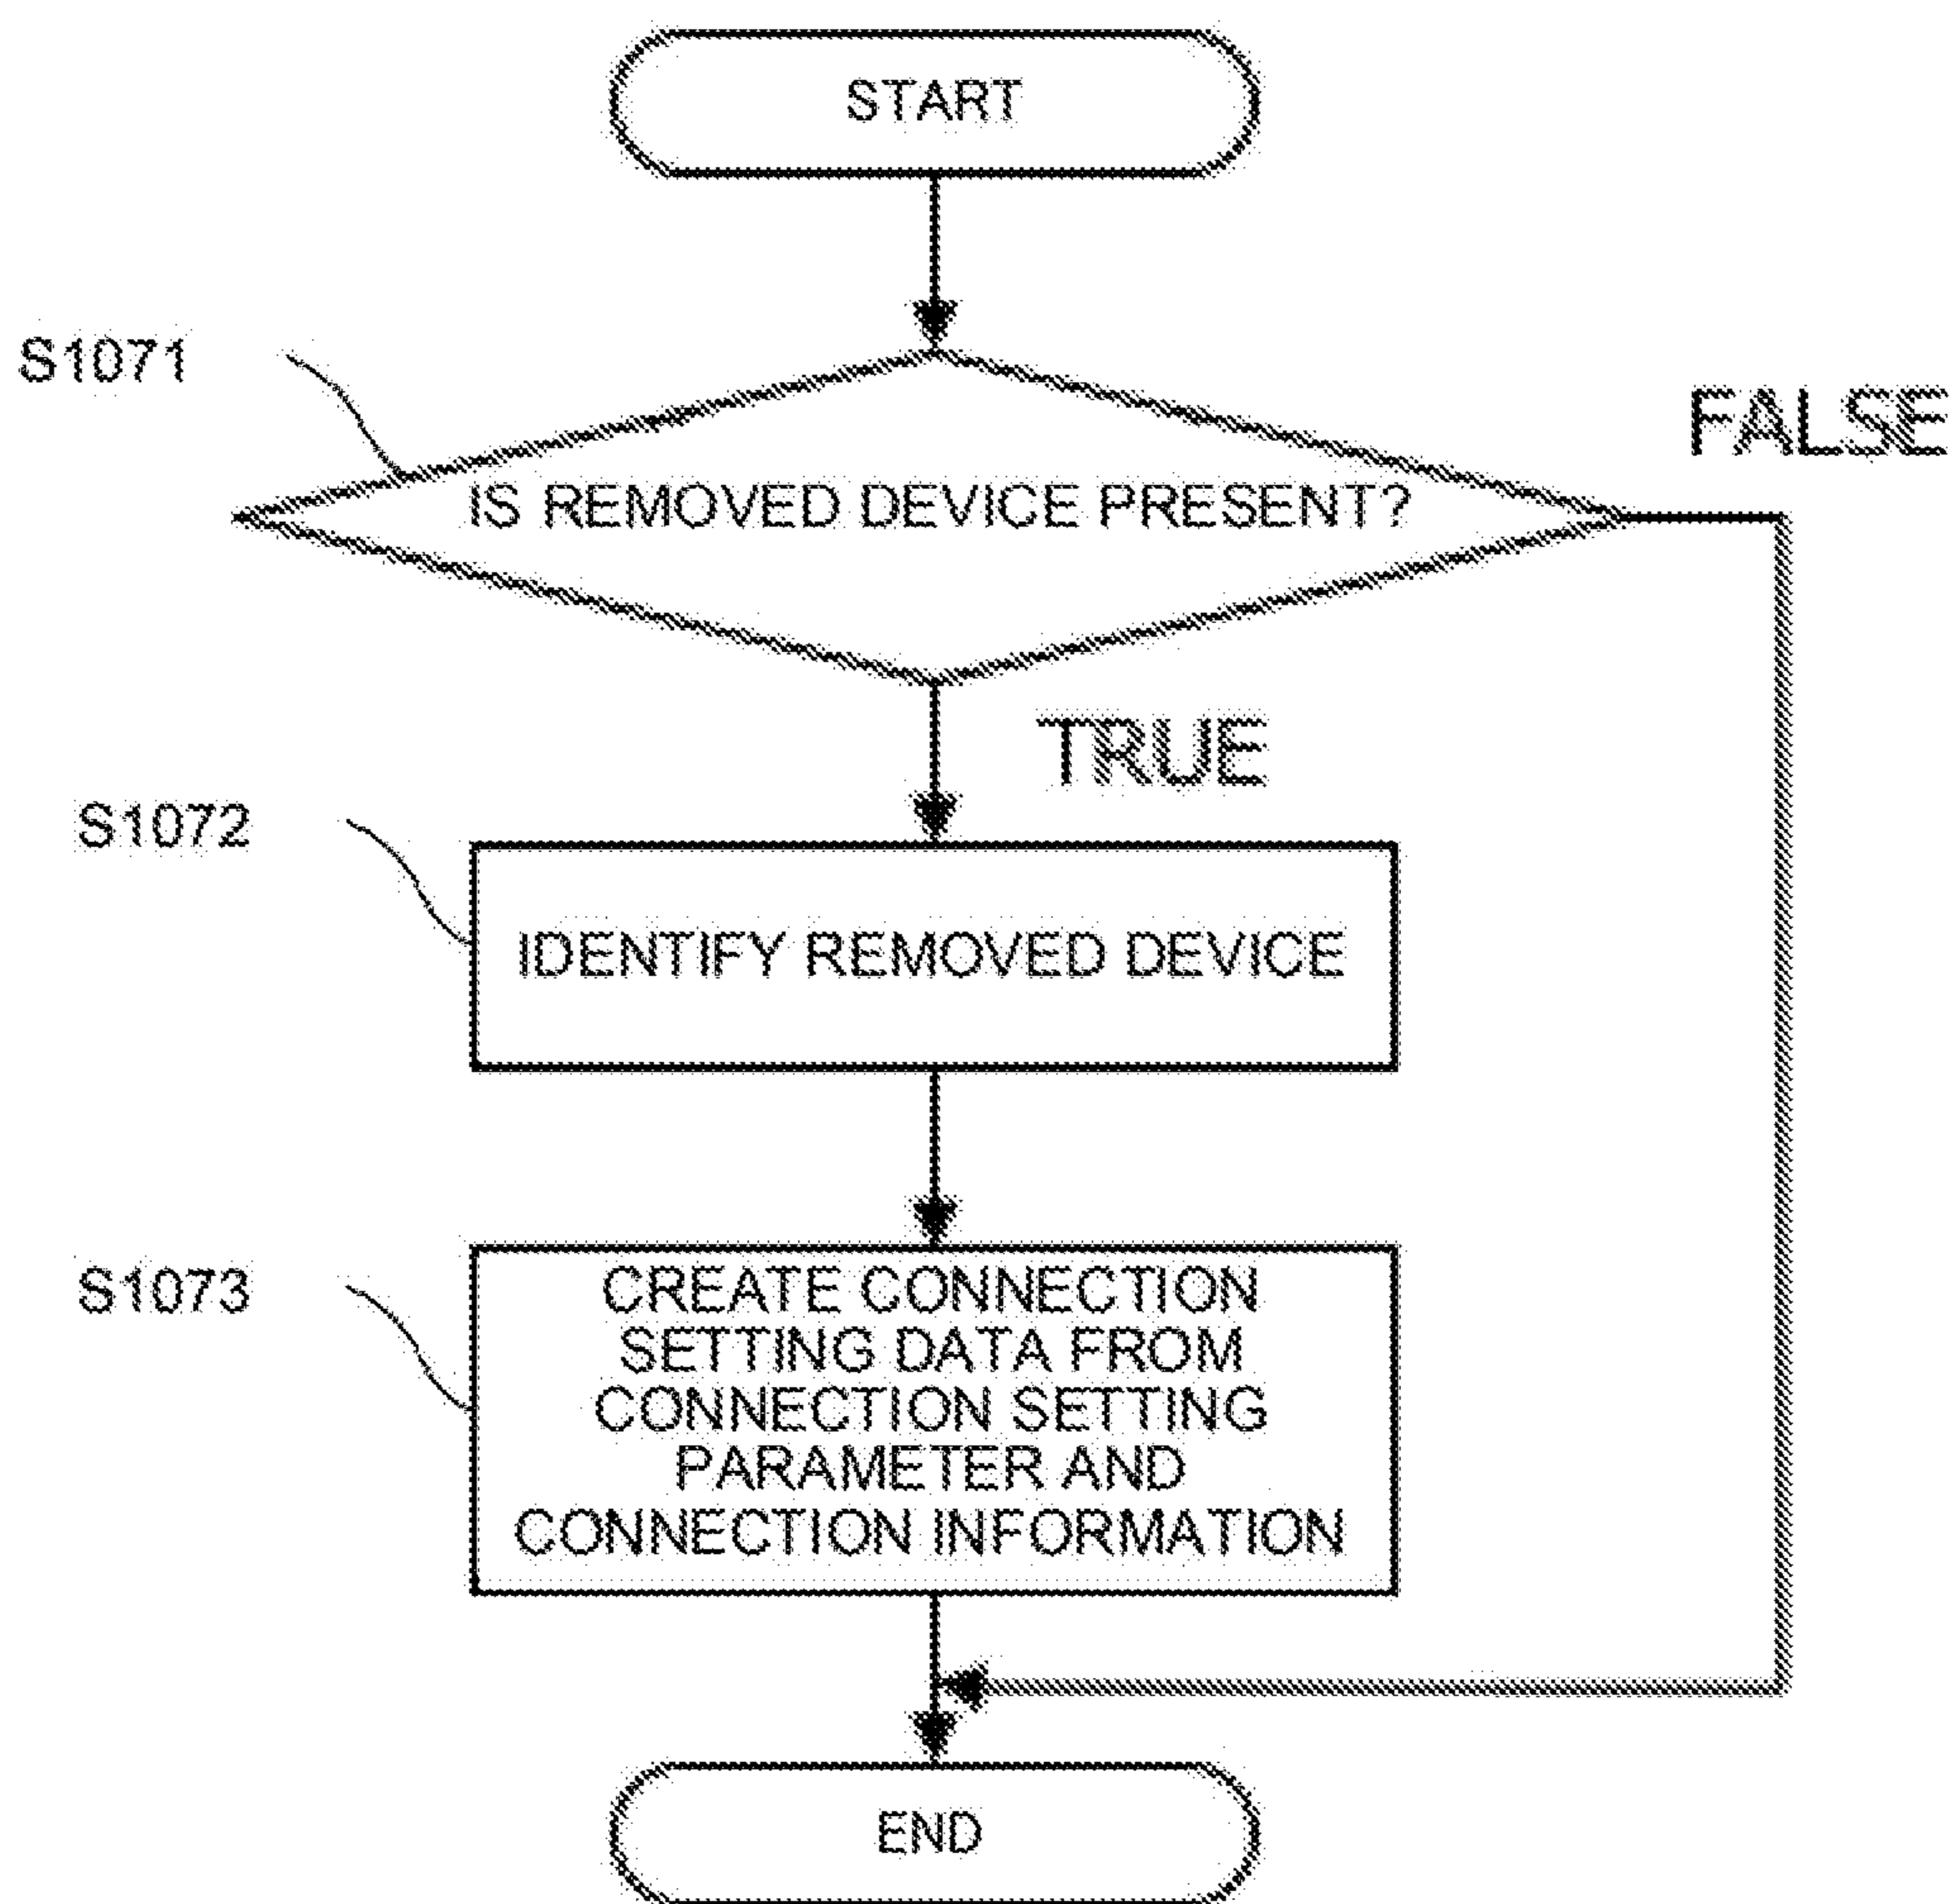 START
S1071
FALSE
IS REMOVED DEVICE PRESENT?
TRUE
S1072
IDENTIFY REMOVED DEVICE
S1073
CREATE CONNECTION
SETTING DATA FROM
CONNECTION SETTING
PARAMETER AND
CONNECTION INFORMATION
END